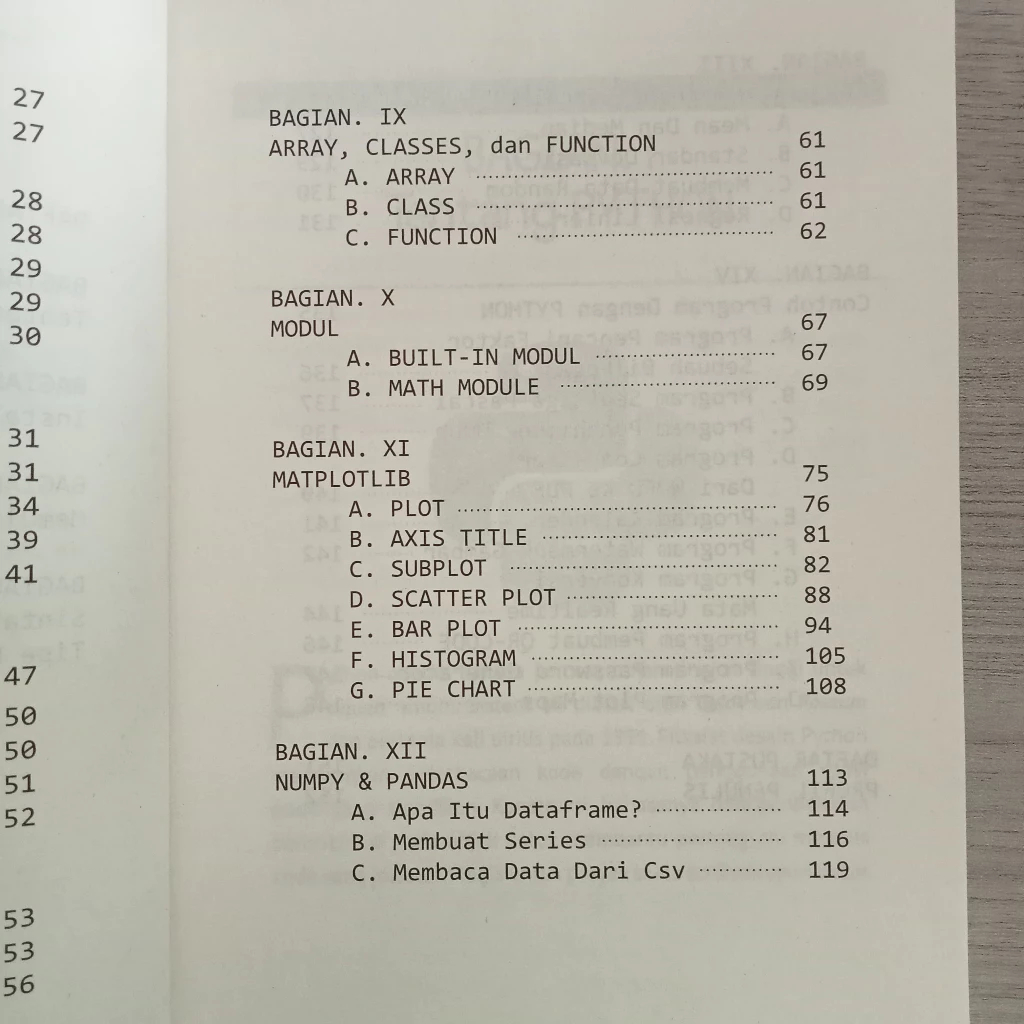 27
27
28
28
29
29
30
31
31
34
39
41
47
50
50
51
52
53
53
56
BAGIAN. IX
ARRAY, CLASSES, dan FUNCTION 61
A. ARRAY 61
B. CLASS 61
C. FUNCTION 62
BAGIAN. X
MODUL 67
A. BUILT-IN MODUL 67
B. MATH MODULE 69
BAGIAN. XI
MATPLOTLIB 75
A. PLOT 76
B. AXIS TITLE 81
C. SUBPLOT 82
D. SCATTER PLOT 88
E. BAR PLOT 94
F. HISTOGRAM 105
G. PIE CHART 108
BAGIAN. XII
NUMPY & PANDAS 113
A. Apa Itu Dataframe? 114
B. Membuat Series 116
C. Membaca Data Dari Csv 119